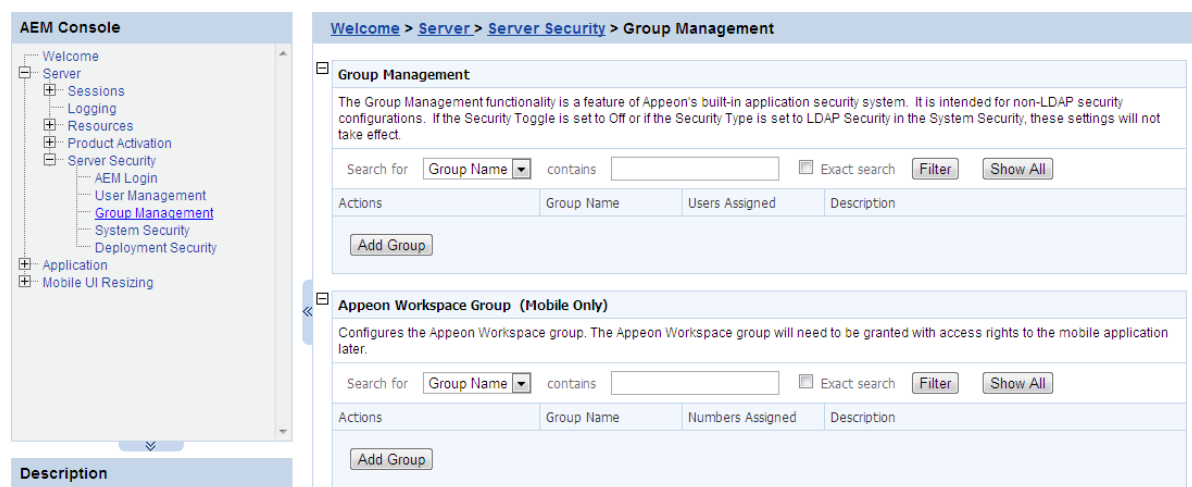 AEM Console
Welcome
Server
Sessions
Logging
Resources
Product Activation
Server Security
AEM Login
User Management
Group Management
System Security
Deployment Security
Application
Mobile UI Resizing
Description
Welcome > Server > Server Security > Group Management
Group Management
The Group Management functionality is a feature of Appeon's built-in application security system. It is intended for non-LDAP security
configurations. If the Security Toggle is set to Off or if the Security Type is set to LDAP Security in the System Security, these settings will not
take effect.
Search for Group Name contains Exact search Filter Show All
Actions Group Name Users Assigned Description
Add Group
Appeon Workspace Group (Mobile Only)
Configures the Appeon Workspace group. The Appeon Workspace group will need to be granted with access rights to the mobile application
later.
Search for Group Name contains Exact search Filter Show All
Actions Group Name Numbers Assigned Description
Add Group